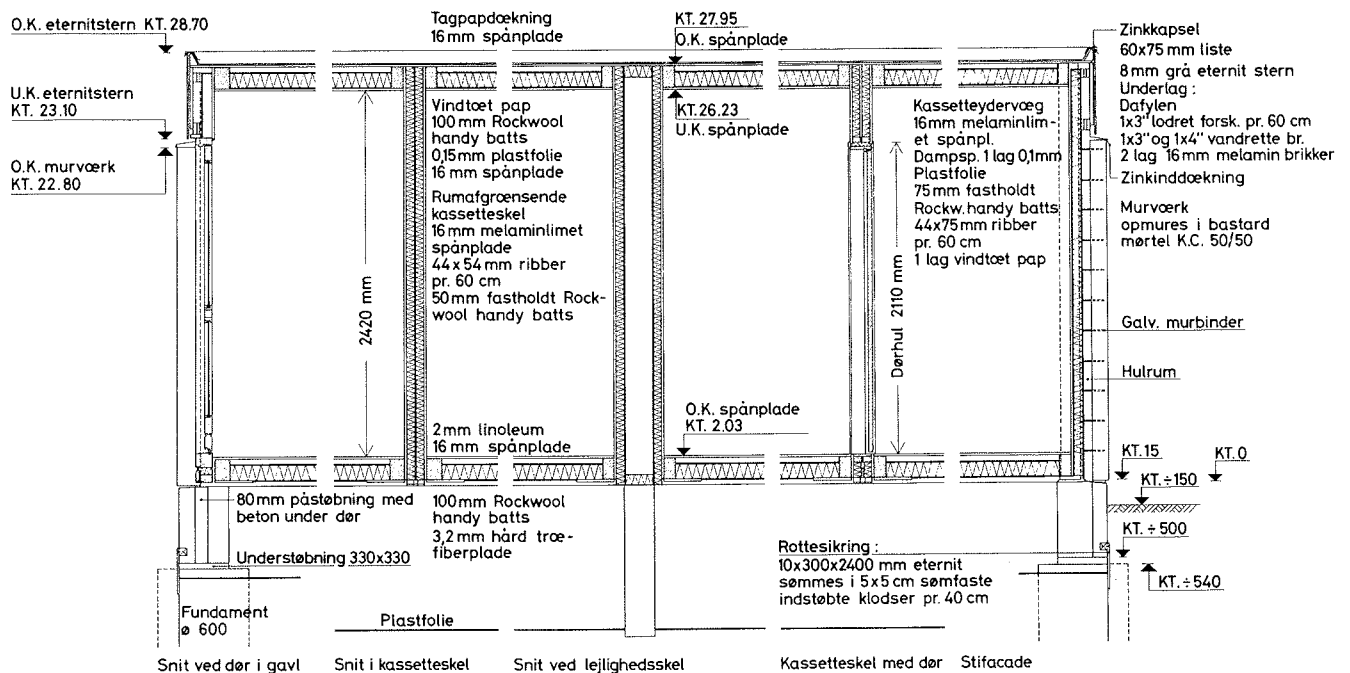 O.K. eternitstern KT. 28.70
U.K. eternitstern
KT. 23.10
O.K. murværk
KT. 22.80
Tagpapdækning
16 mm spånplade
KT. 27.95
O.K. spånplade
KT. 26.23
U.K. spånplade
Vindtæt pap
100 mm Rockwool
handy batts
0,15 mm plastfolie
16 mm spånplade
Rumafgrænsende
kassetteskel
16 mm melaminlimet
spånplade
44 x 54 mm ribber
pr. 60 cm
50 mm fastholdt Rock-
wool handy batts
2420 mm
2 mm linoleum
16 mm spånplade
O.K. spånplade
KT. 2.03
Dørhul 2110 mm
Kassetteydervæg
16 mm melaminlim-
et spånpl.
Dampsp. 1 lag 0,1mm
Plastfolie
75 mm fastholdt
Rockw. handy batts
44x75 mm ribber
pr. 60 cm
1 lag vindtæt pap
Zinkkapsel
60x75 mm liste
8 mm grå eternit stern
Underlag :
Dafylen
1x3" lodret forsk. pr. 60 cm
1x3" og 1x4" vandrette br.
2 lag 16 mm melamin brikker
Zinkinddækning
Murværk
opmures i bastard
mørtel K.C. 50/50
Galv. murbinder
Hulrum
KT. 15
KT. 0
KT. ÷150
KT. ÷ 500
KT. ÷ 540
80 mm påstøbning med
beton under dør
Understøbning 330x330
100 mm Rockwool
handy batts
3,2 mm hård træ-
fiberplade
Rottesikring :
10x300x2400 mm eternit
sømmes i 5x5 cm sømfaste
indstøbte klodser pr. 40 cm
Fundament
ø 600
Plastfolie
Snit ved dør i gavl
Snit i kassetteskel
Snit ved lejlighedsskel
Kassetteskel med dør
Stifacade